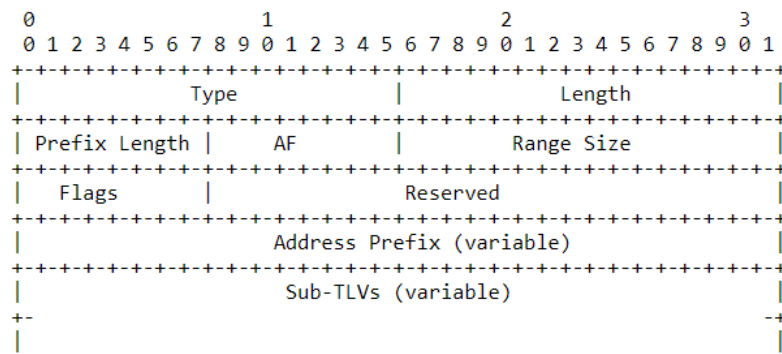 0                   1                   2                   3
 0 1 2 3 4 5 6 7 8 9 0 1 2 3 4 5 6 7 8 9 0 1 2 3 4 5 6 7 8 9 0 1
+-+-+-+-+-+-+-+-+-+-+-+-+-+-+-+-+-+-+-+-+-+-+-+-+-+-+-+-+-+-+-+-+
|              Type             |             Length            |
+-+-+-+-+-+-+-+-+-+-+-+-+-+-+-+-+-+-+-+-+-+-+-+-+-+-+-+-+-+-+-+-+
| Prefix Length |     AF        |         Range Size            |
+-+-+-+-+-+-+-+-+-+-+-+-+-+-+-+-+-+-+-+-+-+-+-+-+-+-+-+-+-+-+-+-+
|   Flags       |                Reserved                       |
+-+-+-+-+-+-+-+-+-+-+-+-+-+-+-+-+-+-+-+-+-+-+-+-+-+-+-+-+-+-+-+-+
|                     Address Prefix (variable)                 |
+-+-+-+-+-+-+-+-+-+-+-+-+-+-+-+-+-+-+-+-+-+-+-+-+-+-+-+-+-+-+-+-+
|                      Sub-TLVs (variable)                      |
+-                                                             -+
|                                                               |